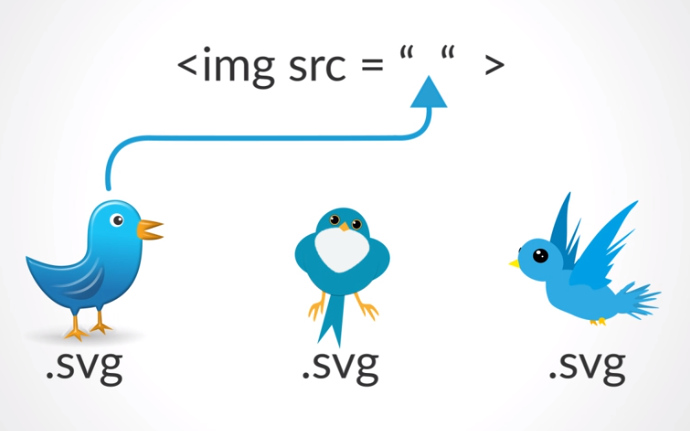 <img src = “ “ >
.svg
.svg
.svg